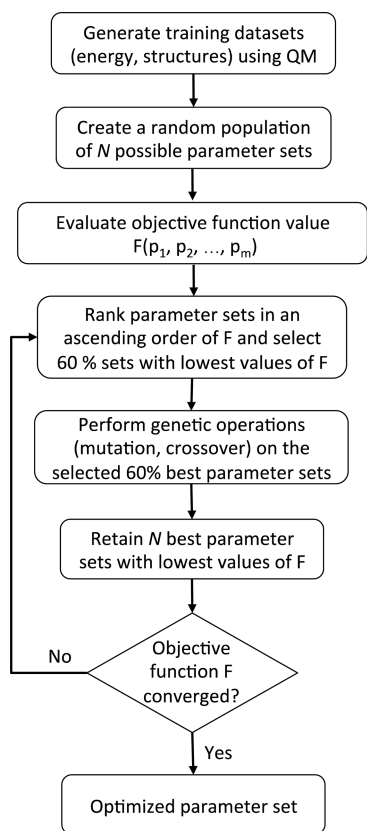 Generate training datasets
(energy, structures) using QM
Create a random population
of N possible parameter sets
Evaluate objective function value
F(p₁, p₂, ..., pₘ)
Rank parameter sets in an
ascending order of F and select
60 % sets with lowest values of F
Perform genetic operations
(mutation, crossover) on the
selected 60% best parameter sets
Retain N best parameter
sets with lowest values of F
No
Objective
function F
converged?
Yes
Optimized parameter set